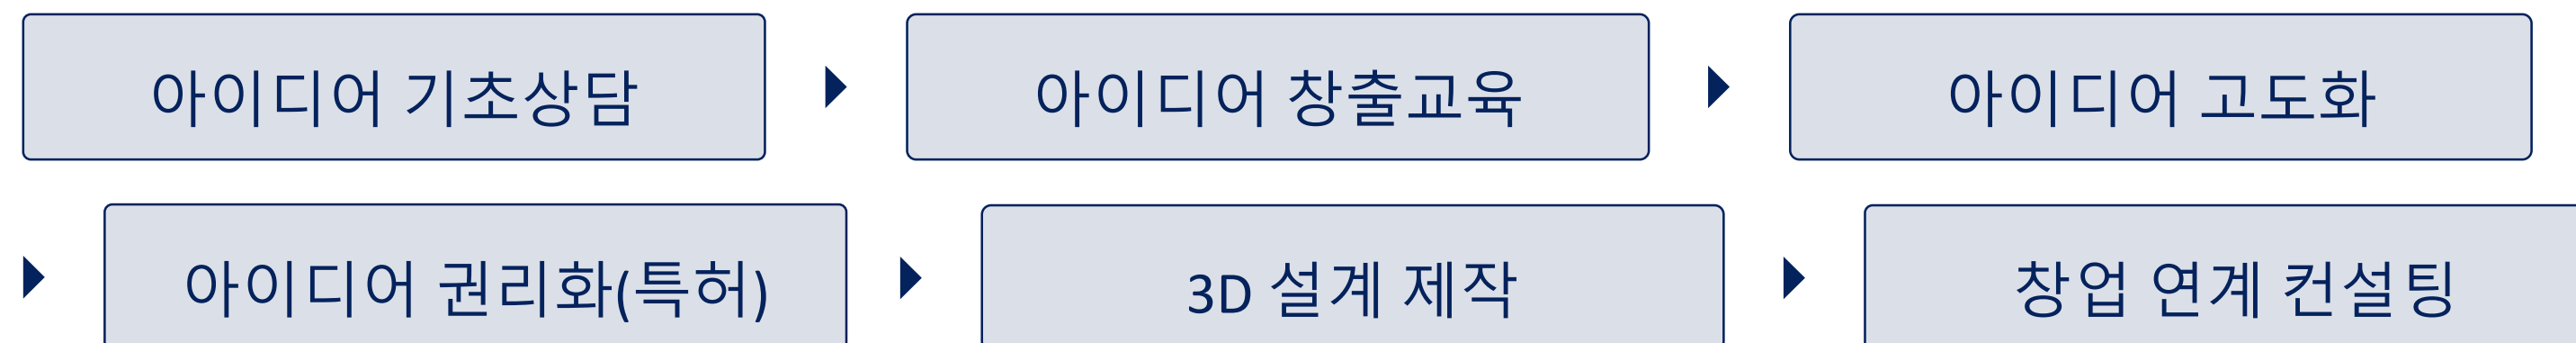 아이디어 기초상담
아이디어 창출교육
아이디어 고도화
아이디어 권리화(특허)
3D 설계 제작
창업 연계 컨설팅